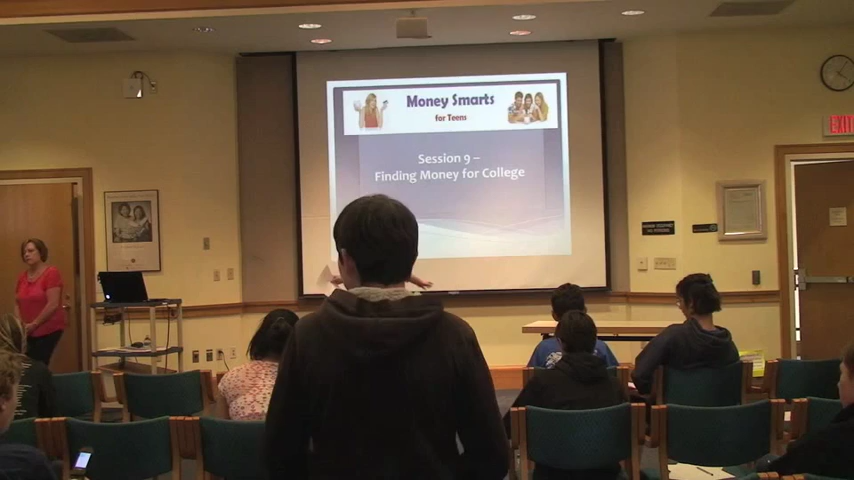 Money Smarts
for Teens
Session 9 –
Finding Money for College
EXIT